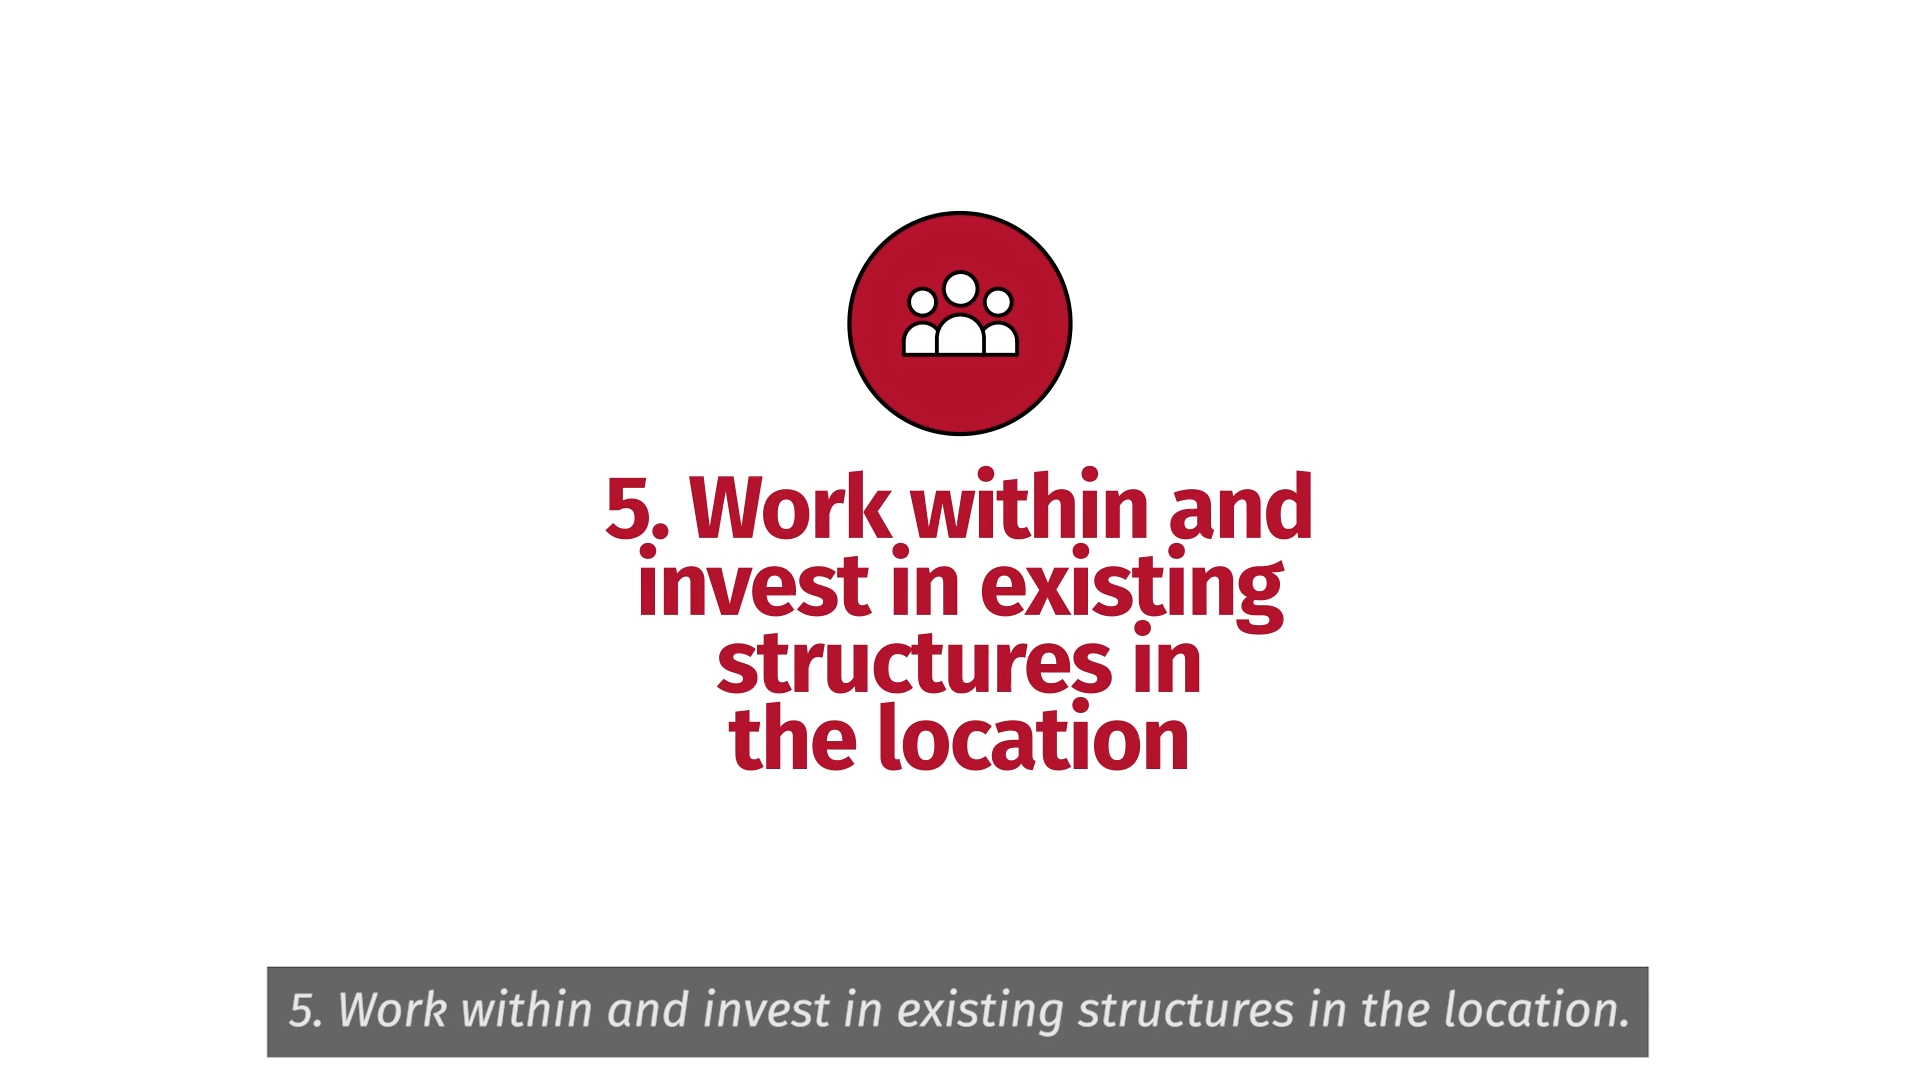 5. Work within and
invest in existing
structures in
the location
5. Work within and invest in existing structures in the location.